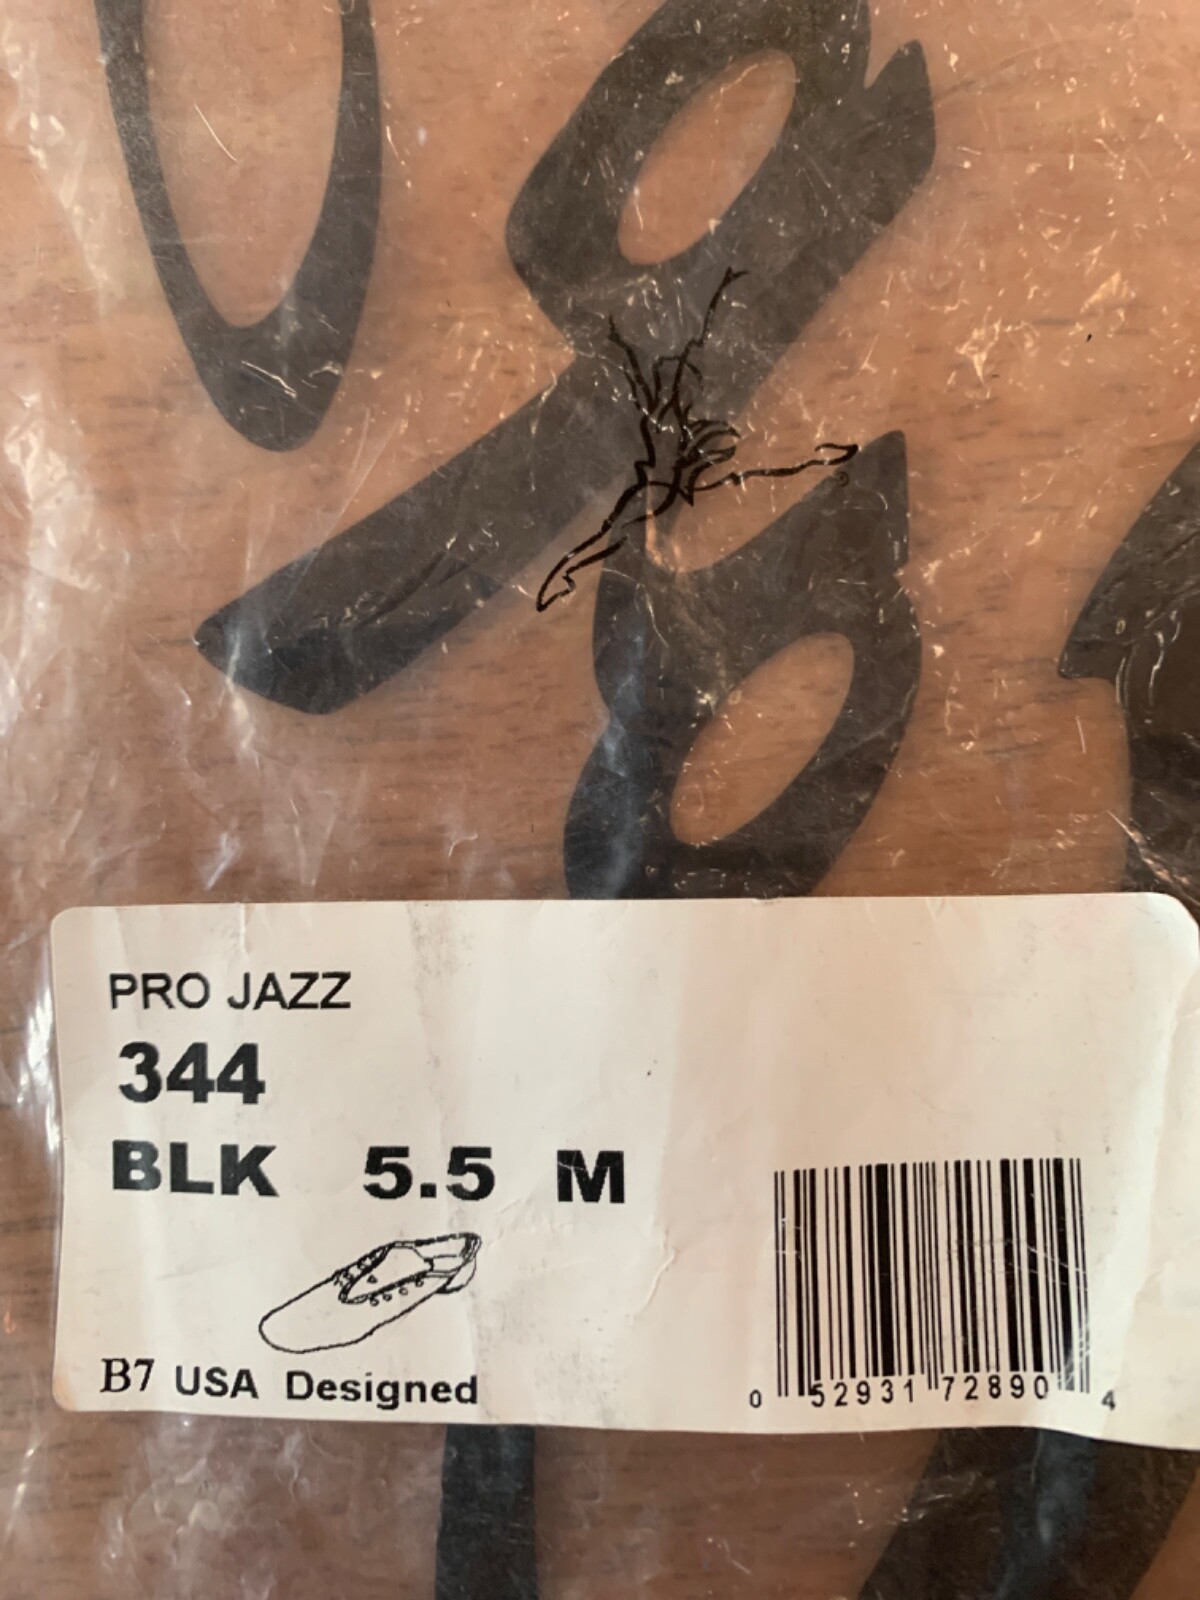 PRO JAZZ
344
BLK 5.5 M
B7 USA Designed
0 52931 72890 4